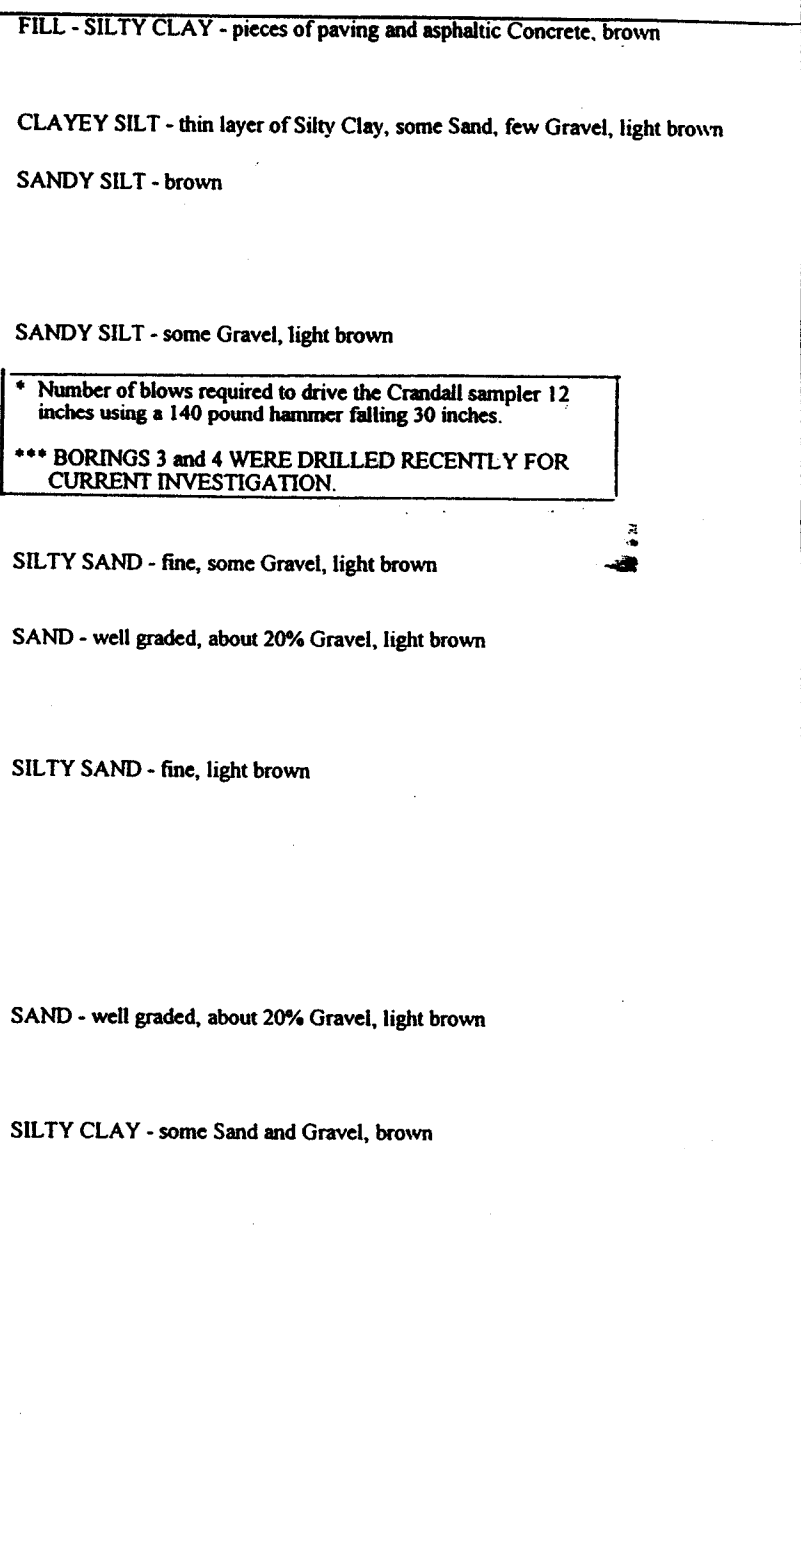 FILL - SILTY CLAY - pieces of paving and asphaltic Concrete, brown
CLAYEY SILT - thin layer of Silty Clay, some Sand, few Gravel, light brown
SANDY SILT - brown
SANDY SILT - some Gravel, light brown
* Number of blows required to drive the Crandall sampler 12
inches using a 140 pound hammer falling 30 inches.
*** BORINGS 3 and 4 WERE DRILLED RECENTLY FOR
CURRENT INVESTIGATION.
SILTY SAND - fine, some Gravel, light brown
SAND - well graded, about 20% Gravel, light brown
SILTY SAND - fine, light brown
SAND - well graded, about 20% Gravel, light brown
SILTY CLAY - some Sand and Gravel, brown